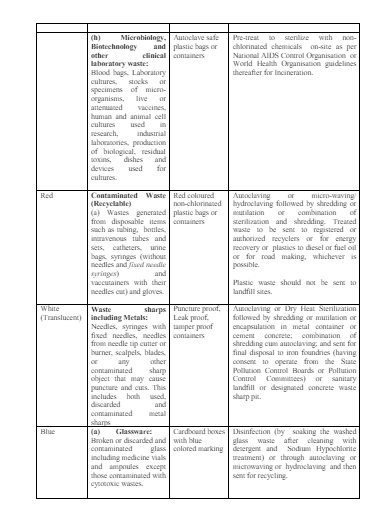 (h) Microbiology,
Biotechnology and
other clinical
laboratory waste:
Blood bags, Laboratory
cultures, stocks or
specimens of micro-
organisms, live or
attenuated vaccines,
human and animal cell
cultures used in
research, industrial
laboratories, production
of biological, residual
toxins, dishes and
devices used for
cultures.
Autoclave safe
plastic bags or
containers
Pre-treat to sterilize with non-
chlorinated chemicals on-site as per
National AIDS Control Organisation or
World Health Organisation guidelines
thereafter for Incineration.
Red
Contaminated Waste
(Recyclable)
(a) Wastes generated
from disposable items
such as tubing, bottles,
intravenous tubes and
sets, catheters, urine
bags, syringes (without
needles and fixed needle
syringes) and
vaccutainers with their
needles cut) and gloves.
Red coloured
non-chlorinated
plastic bags or
containers
Autoclaving or micro-waving/
hydroclaving followed by shredding or
mutilation or combination of
sterilization and shredding. Treated
waste to be sent to registered or
authorized recyclers or for energy
recovery or plastics to diesel or fuel oil
or for road making, whichever is
possible.
Plastic waste should not be sent to
landfill sites.
White
(Translucent)
Waste sharps
including Metals:
Needles, syringes with
fixed needles, needles
from needle tip cutter or
burner, scalpels, blades,
or any other
contaminated sharp
object that may cause
puncture and cuts. This
includes both used,
discarded and
contaminated metal
sharps
Puncture proof,
Leak proof,
tamper proof
containers
Autoclaving or Dry Heat Sterilization
followed by shredding or mutilation or
encapsulation in metal container or
cement concrete; combination of
shredding cum autoclaving; and sent for
final disposal to iron foundries (having
consent to operate from the State
Pollution Control Boards or Pollution
Control Committees) or sanitary
landfill or designated concrete waste
sharp pit.
Blue
(a) Glassware:
Broken or discarded and
contaminated glass
including medicine vials
and ampoules except
those contaminated with
cytotoxic wastes.
Cardboard boxes
with blue
colored marking
Disinfection (by soaking the washed
glass waste after cleaning with
detergent and Sodium Hypochlorite
treatment) or through autoclaving or
microwaving or hydroclaving and then
sent for recycling.